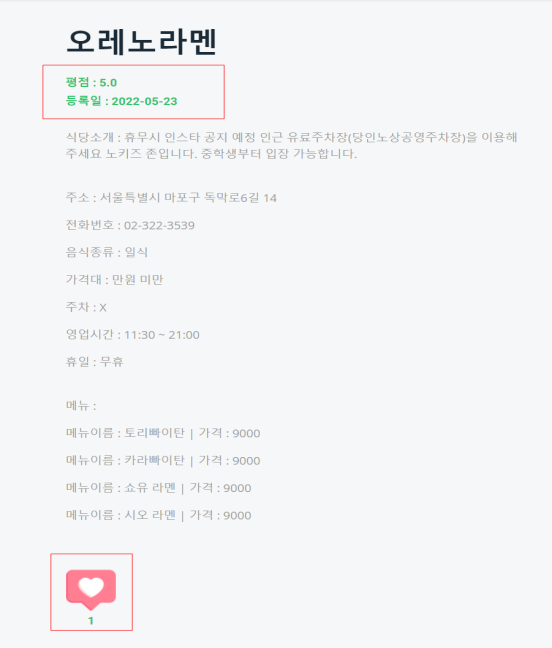 오레노라멘
평점 : 5.0
등록일 : 2022-05-23
식당소개 : 휴무시 인스타 공지 예정 인근 유료주차장(당인노상공영주차장)을 이용해
주세요 노키즈 존입니다. 중학생부터 입장 가능합니다.
주소 : 서울특별시 마포구 독막로6길 14
전화번호 : 02-322-3539
음식종류 : 일식
가격대 : 만원 미만
주차 : X
영업시간 : 11:30 ~ 21:00
휴일 : 무휴
메뉴 :
메뉴이름 : 토리빠이탄 | 가격 : 9000
메뉴이름 : 카라빠이탄 | 가격 : 9000
메뉴이름 : 쇼유 라멘 | 가격 : 9000
메뉴이름 : 시오 라멘 | 가격 : 9000
1